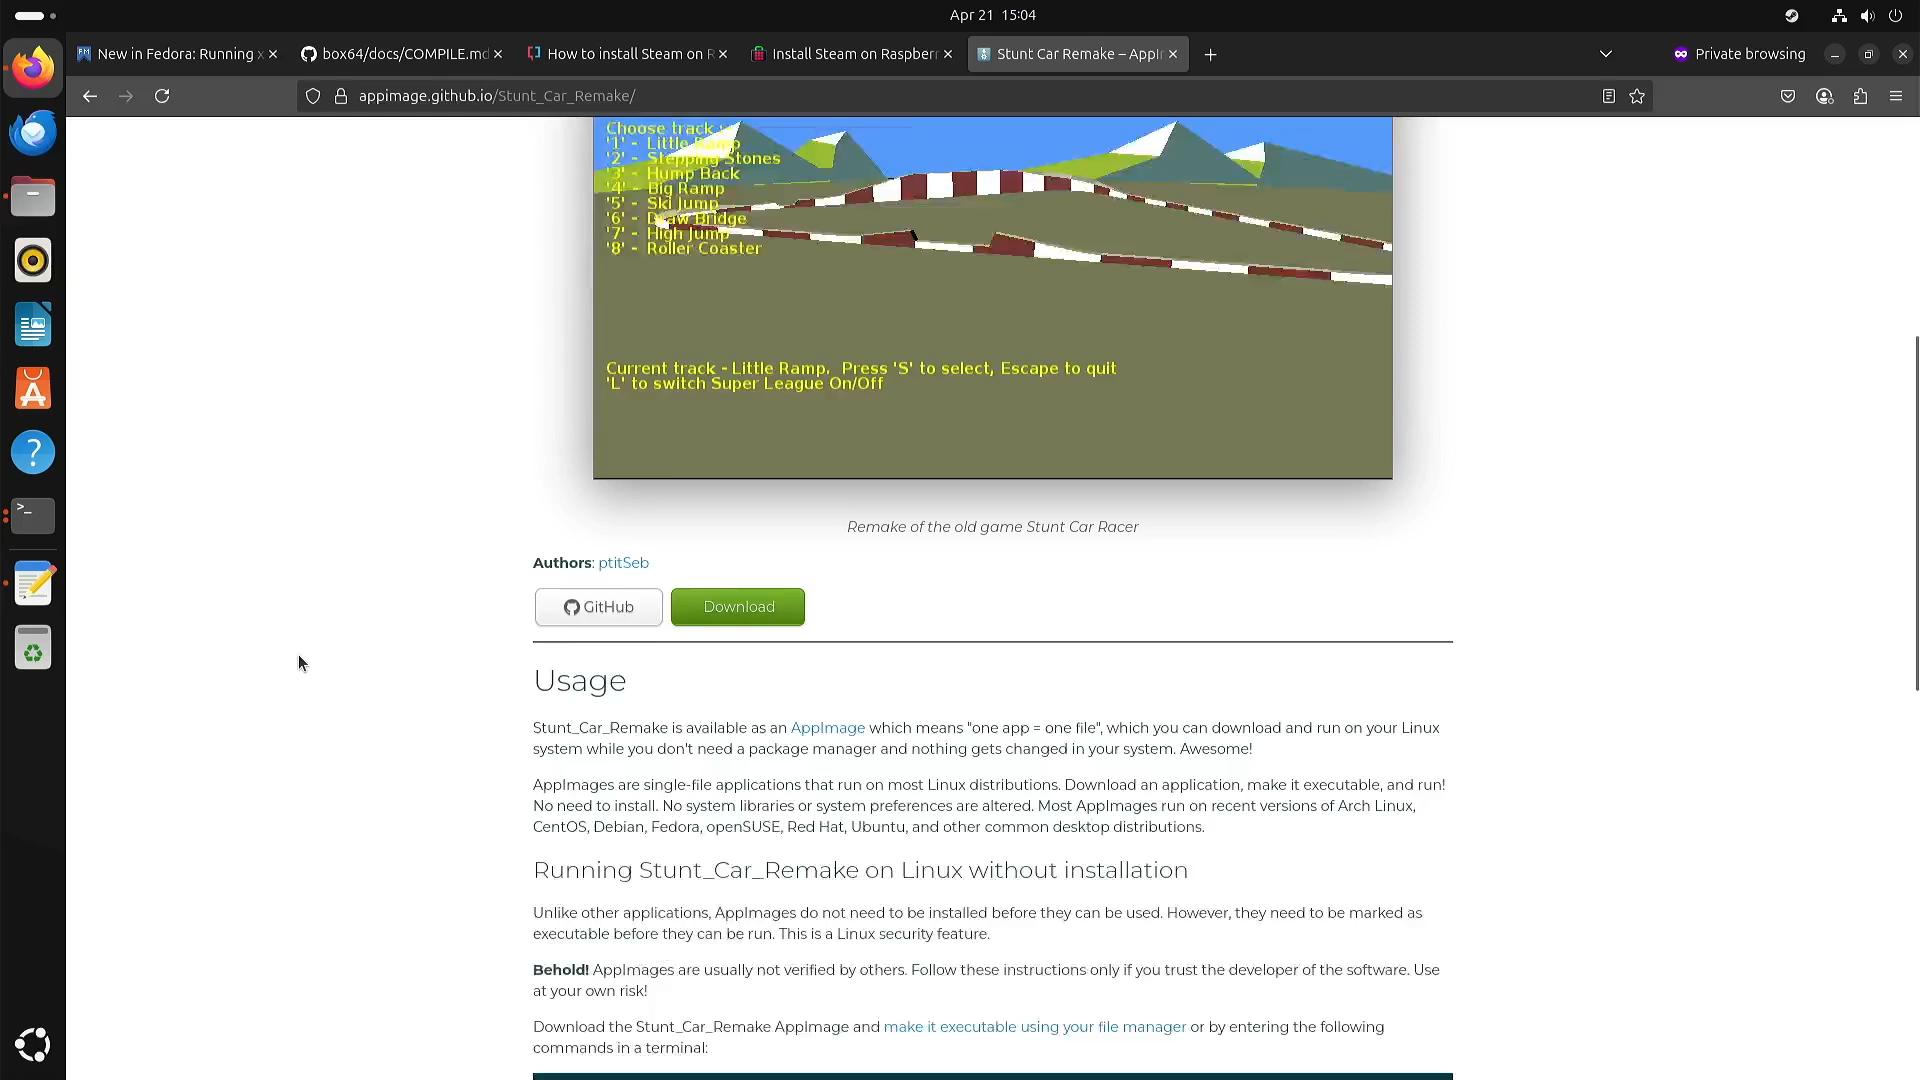 Apr 21 15:04
New in Fedora: Running x
box64/docs/COMPILE.md
How to install Steam on R
Install Steam on Raspberr
Stunt Car Remake – AppI
Private browsing
appimage.github.io/Stunt_Car_Remake/
Choose track :-
'1' - Little Ramp
'2' - Stepping Stones
'3' - Hump Back
'4' - Big Ramp
'5' - Ski Jump
'6' - Draw Bridge
'7' - High Jump
'8' - Roller Coaster
Current track - Little Ramp. Press 'S' to select, Escape to quit
'L' to switch Super League On/Off
Remake of the old game Stunt Car Racer
Authors: ptitSeb
GitHub
Download
Usage
Stunt_Car_Remake is available as an AppImage which means "one app = one file", which you can download and run on your Linux
system while you don't need a package manager and nothing gets changed in your system. Awesome!
AppImages are single-file applications that run on most Linux distributions. Download an application, make it executable, and run!
No need to install. No system libraries or system preferences are altered. Most AppImages run on recent versions of Arch Linux,
CentOS, Debian, Fedora, openSUSE, Red Hat, Ubuntu, and other common desktop distributions.
Running Stunt_Car_Remake on Linux without installation
Unlike other applications, AppImages do not need to be installed before they can be used. However, they need to be marked as
executable before they can be run. This is a Linux security feature.
Behold! AppImages are usually not verified by others. Follow these instructions only if you trust the developer of the software. Use
at your own risk!
Download the Stunt_Car_Remake AppImage and make it executable using your file manager or by entering the following
commands in a terminal: